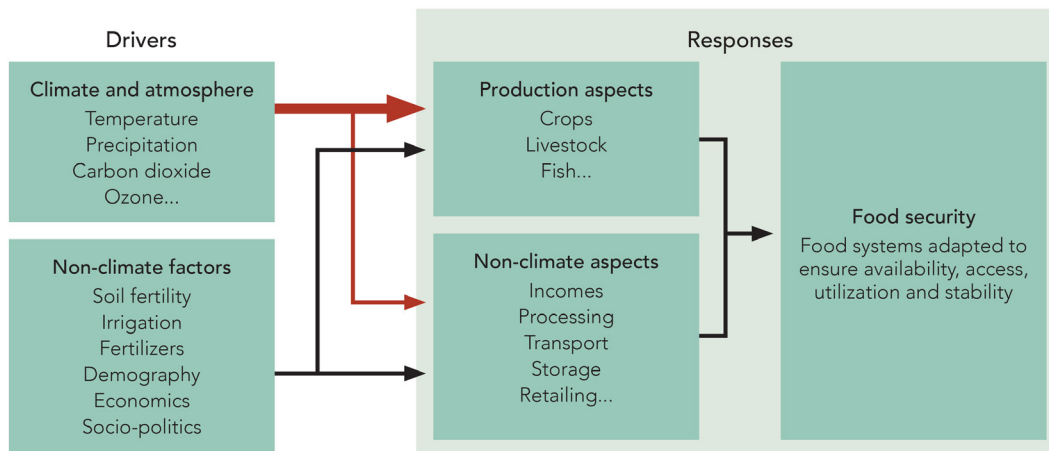 Drivers
Climate and atmosphere
Temperature
Precipitation
Carbon dioxide
Ozone...
Non-climate factors
Soil fertility
Irrigation
Fertilizers
Demography
Economics
Socio-politics
Responses
Production aspects
Crops
Livestock
Fish...
Non-climate aspects
Incomes
Processing
Transport
Storage
Retailing...
Food security
Food systems adapted to
ensure availability, access,
utilization and stability